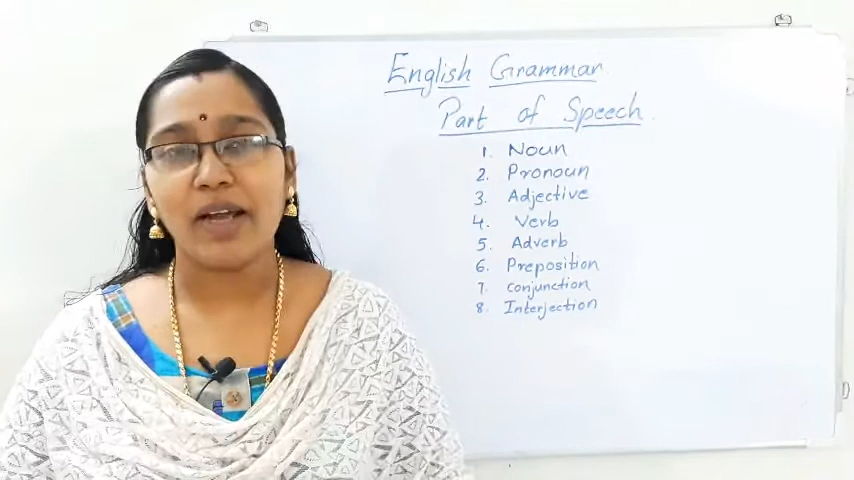 English Grammar
Part of Speech
1. Noun
2. Pronoun
3. Adjective
4. Verb
5. Adverb
6. Preposition
7. conjunction
8. Interjection